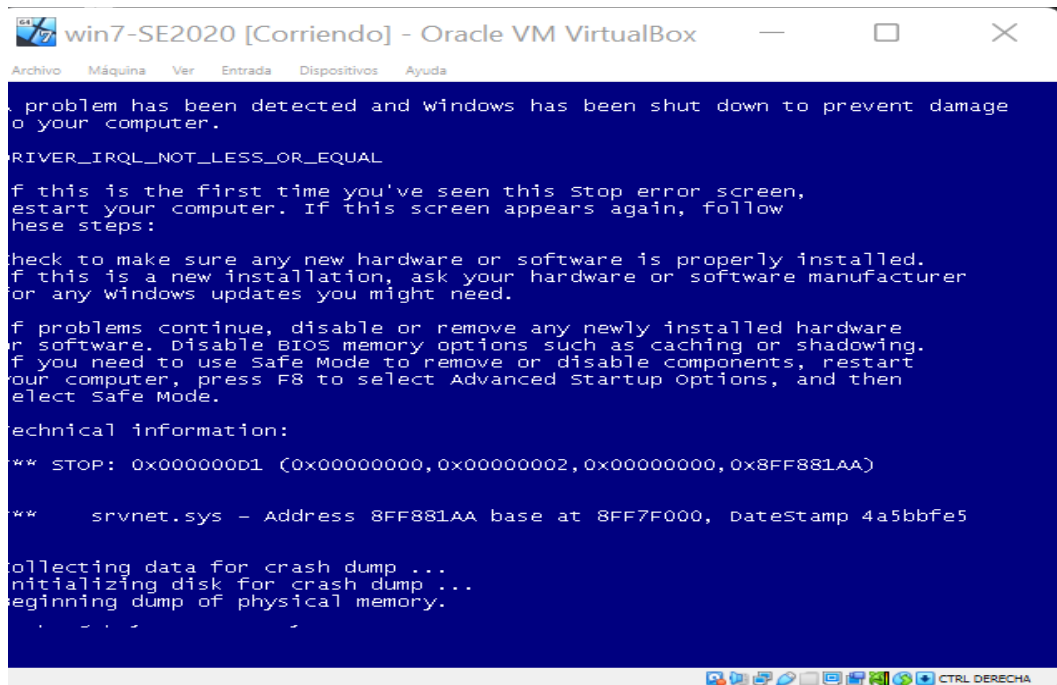 64
7 win7-SE2020 [Corriendo] - Oracle VM VirtualBox
Archivo Máquina Ver Entrada Dispositivos Ayuda
problem has been detected and Windows has been shut down to prevent damage
o your computer.
RIVER_IRQL_NOT_LESS_OR_EQUAL
f this is the first time you've seen this Stop error screen,
estart your computer. If this screen appears again, follow
hese steps:
heck to make sure any new hardware or software is properly installed.
f this is a new installation, ask your hardware or software manufacturer
or any Windows updates you might need.
f problems continue, disable or remove any newly installed hardware
r software. Disable BIOS memory options such as caching or shadowing.
f you need to use Safe Mode to remove or disable components, restart
our computer, press F8 to select Advanced Startup Options, and then
elect Safe Mode.
echnical information:
*** STOP: 0x000000D1 (0x00000000,0x00000002,0x00000000,0x8FF881AA)
*** srvnet.sys - Address 8FF881AA base at 8FF7F000, DateStamp 4a5bbfe5
ollecting data for crash dump ...
nitializing disk for crash dump ...
eginning dump of physical memory.
CTRL DERECHA